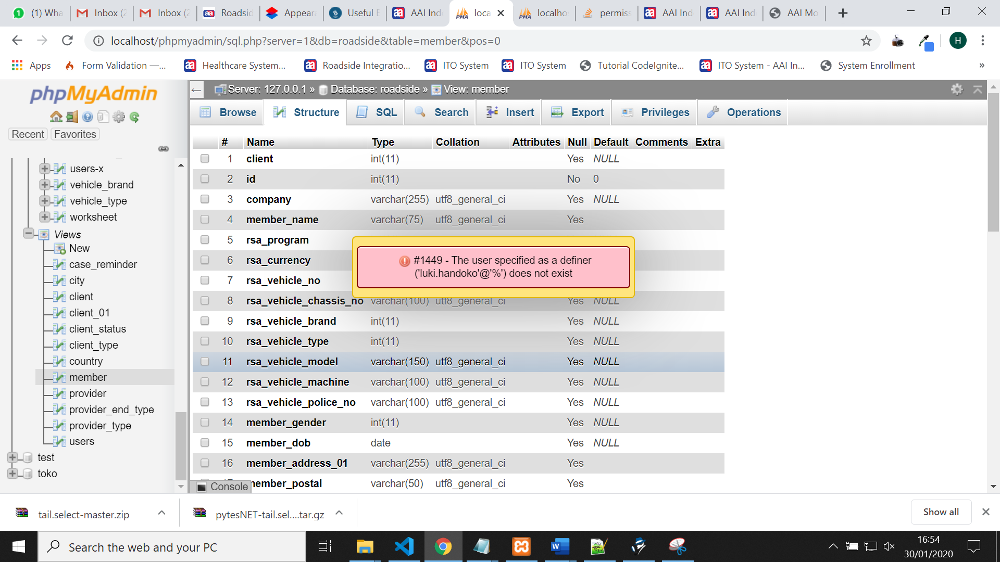 (1) Wha
Inbox (2
Inbox (2
Roadsid
Appeara
Useful B
AAI Ind
loca
localho
permiss
AAI Ind
AAI Ind
AAI Mo
localhost/phpmyadmin/sql.php?server=1&db=roadside&table=member&pos=0
H
Apps
Form Validation —...
Healthcare System...
Roadside Integratio...
ITO System
ITO System
Tutorial CodeIgnite...
ITO System - AAI In...
System Enrollment
»
phpMyAdmin
Recent
Favorites
users-x
vehicle_brand
vehicle_type
worksheet
Views
New
case_reminder
city
client
client_01
client_status
client_type
country
member
provider
provider_end_type
provider_type
users
test
toko
Server: 127.0.0.1 » Database: roadside » View: member
Browse Structure SQL Search Insert Export Privileges Operations
# Name Type Collation Attributes Null Default Comments Extra
1 client int(11) Yes NULL
2 id int(11) No 0
3 company varchar(255) utf8_general_ci Yes NULL
4 member_name varchar(75) utf8_general_ci Yes
5 rsa_program
6 rsa_currency
7 rsa_vehicle_no
#1449 - The user specified as a definer
('luki.handoko'@'%') does not exist
8 rsa_vehicle_chassis_no varchar(100) utf8_general_ci Yes NULL
9 rsa_vehicle_brand int(11) Yes NULL
10 rsa_vehicle_type int(11) Yes NULL
11 rsa_vehicle_model varchar(150) utf8_general_ci Yes NULL
12 rsa_vehicle_machine varchar(100) utf8_general_ci Yes NULL
13 rsa_vehicle_police_no varchar(100) utf8_general_ci Yes NULL
14 member_gender int(11) Yes NULL
15 member_dob date Yes NULL
16 member_address_01 varchar(255) utf8_general_ci Yes
member_postal varchar(50) utf8_general_ci Yes
Console
tail.select-master.zip
pytesNET-tail.sel....tar.gz
Show all
Search the web and your PC
16:54
30/01/2020